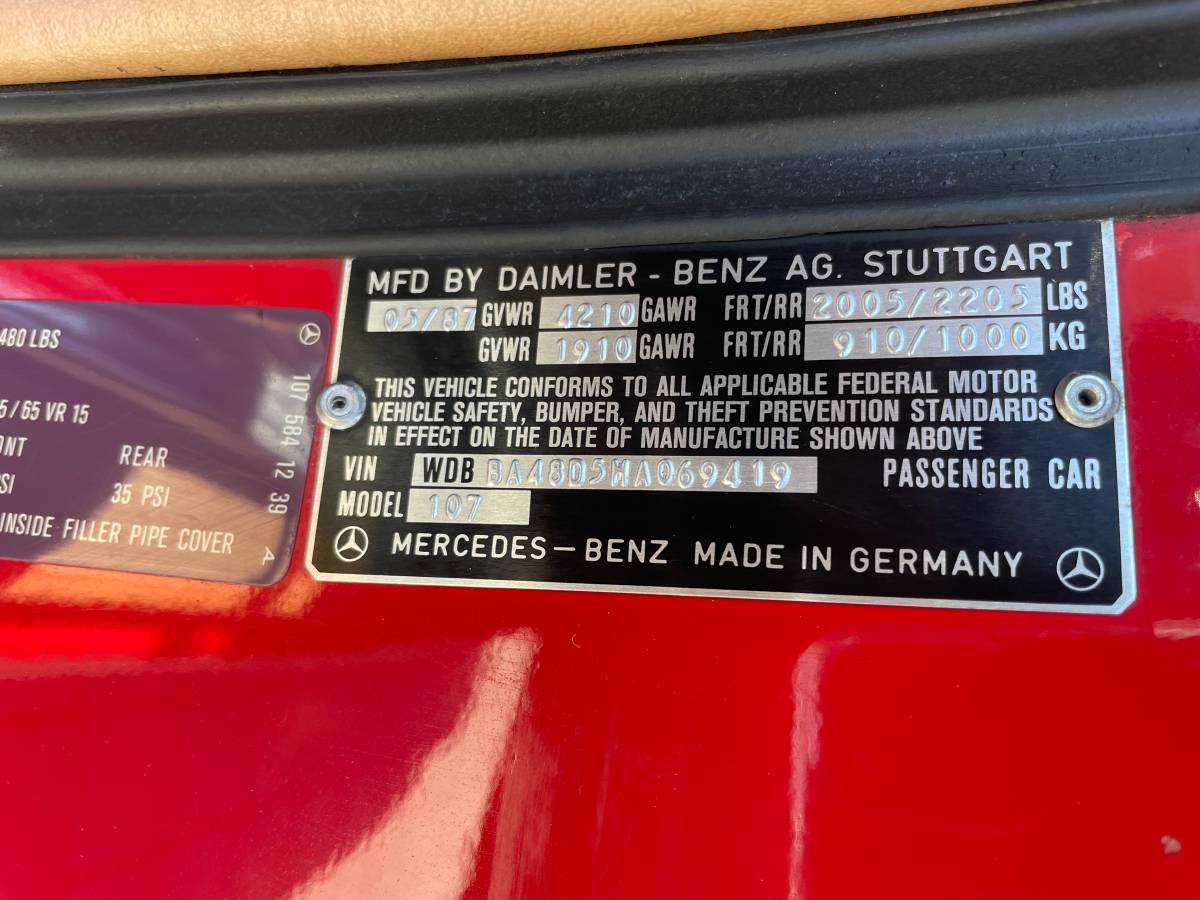 480 LBS
5/65 VR 15
ONT REAR
SI 35 PSI
INSIDE FILLER PIPE COVER
107 584 12 39
MFD BY DAIMLER - BENZ AG. STUTTGART
05/87 GVWR 4210 GAWR FRT/RR 2005/2205 LBS
GVWR 1910 GAWR FRT/RR 910/1000 KG
THIS VEHICLE CONFORMS TO ALL APPLICABLE FEDERAL MOTOR
VEHICLE SAFETY, BUMPER, AND THEFT PREVENTION STANDARDS
IN EFFECT ON THE DATE OF MANUFACTURE SHOWN ABOVE
VIN WDB BA48D5HA069419 PASSENGER CAR
MODEL 107
MERCEDES-BENZ MADE IN GERMANY